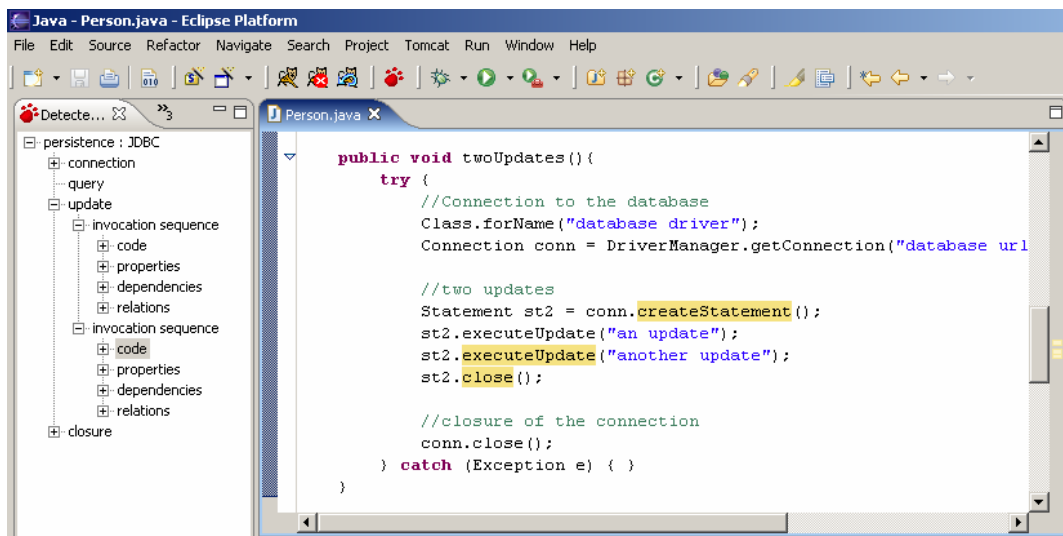 Java - Person.java - Eclipse Platform
File Edit Source Refactor Navigate Search Project Tomcat Run Window Help
Detecte... »3
Person.java
persistence : JDBC
connection
query
update
invocation sequence
code
properties
dependencies
relations
invocation sequence
code
properties
dependencies
relations
closure
public void twoUpdates(){
try {
//Connection to the database
Class.forName("database driver");
Connection conn = DriverManager.getConnection("database url
//two updates
Statement st2 = conn.createStatement();
st2.executeUpdate("an update");
st2.executeUpdate("another update");
st2.close();
//closure of the connection
conn.close();
} catch (Exception e) { }
}